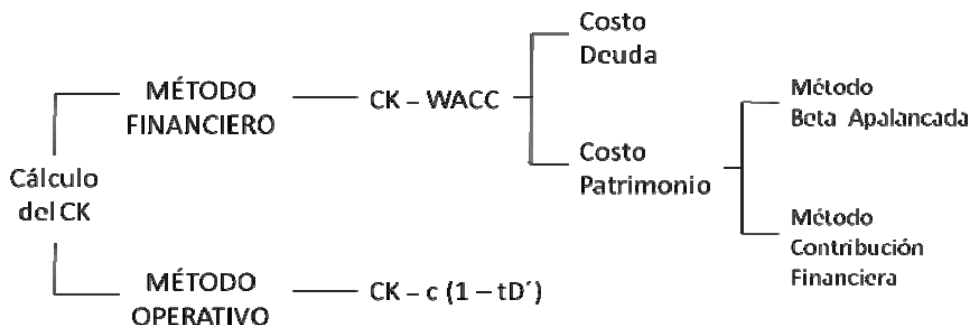 Cálculo
del CK
MÉTODO
FINANCIERO
CK – WACC
Costo
Deuda
Costo
Patrimonio
Método
Beta Apalancada
Método
Contribución
Financiera
MÉTODO
OPERATIVO
CK – c (1 – tD´)